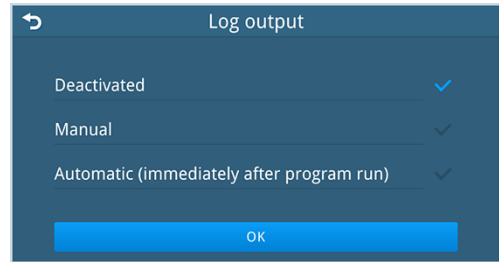 Log output
Deactivated
Manual
Automatic (immediately after program run)
OK